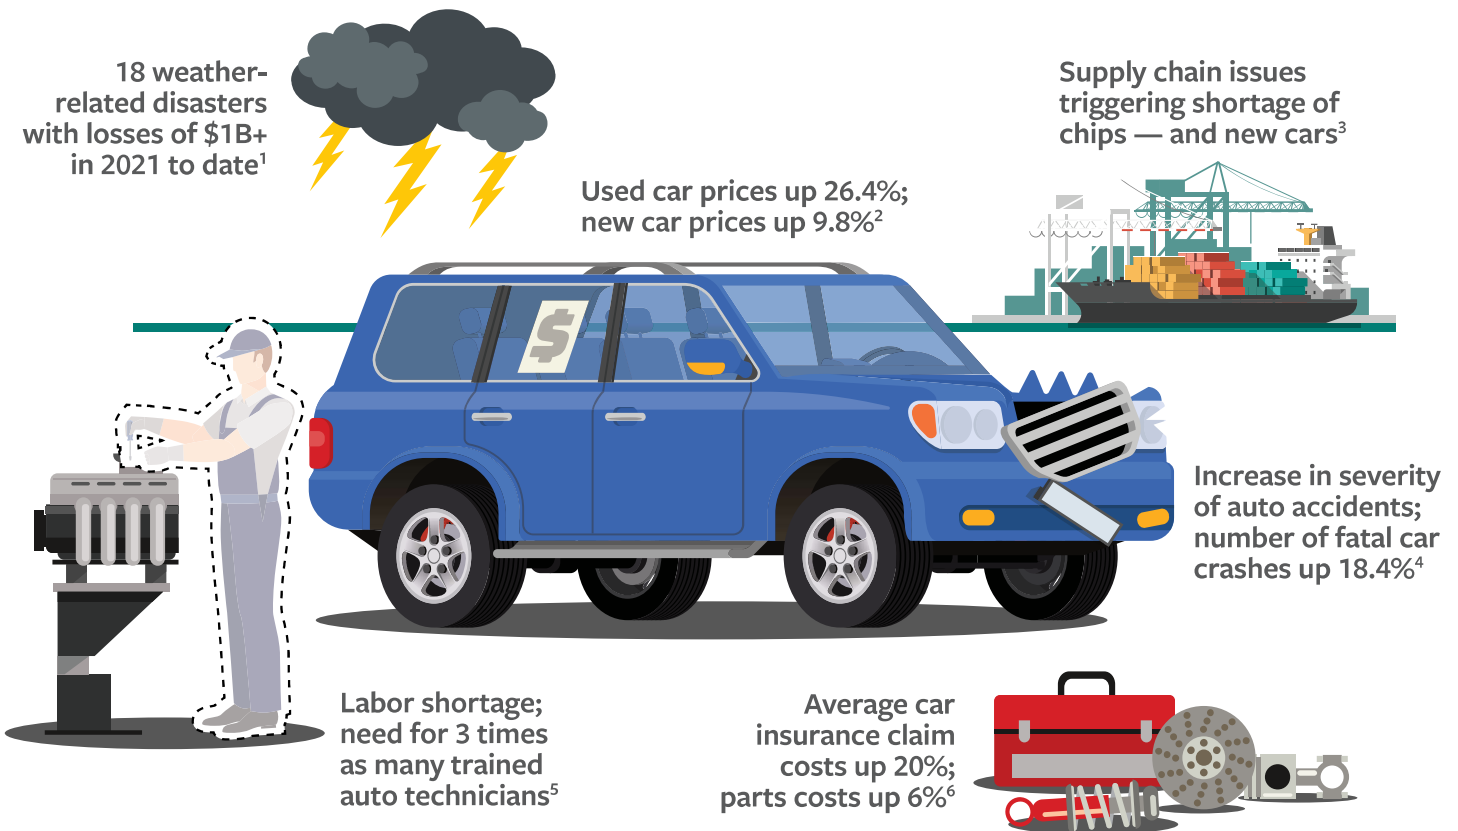 18 weather-
related disasters
with losses of $1B+
in 2021 to date1
Used car prices up 26.4%;
new car prices up 9.8%2
Supply chain issues
triggering shortage of
chips — and new cars3
$
Increase in severity
of auto accidents;
number of fatal car
crashes up 18.4%4
Labor shortage;
need for 3 times
as many trained
auto technicians5
Average car
insurance claim
costs up 20%;
parts costs up 6%6